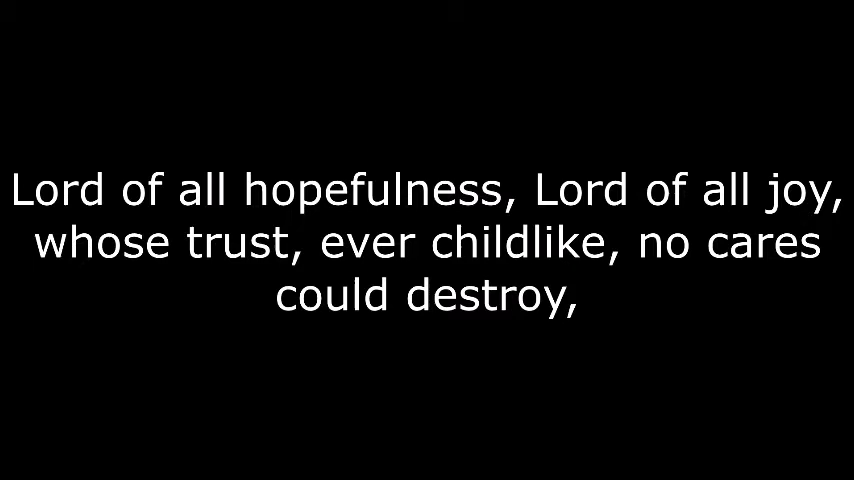 Lord of all hopefulness, Lord of all joy,
whose trust, ever childlike, no cares
could destroy,